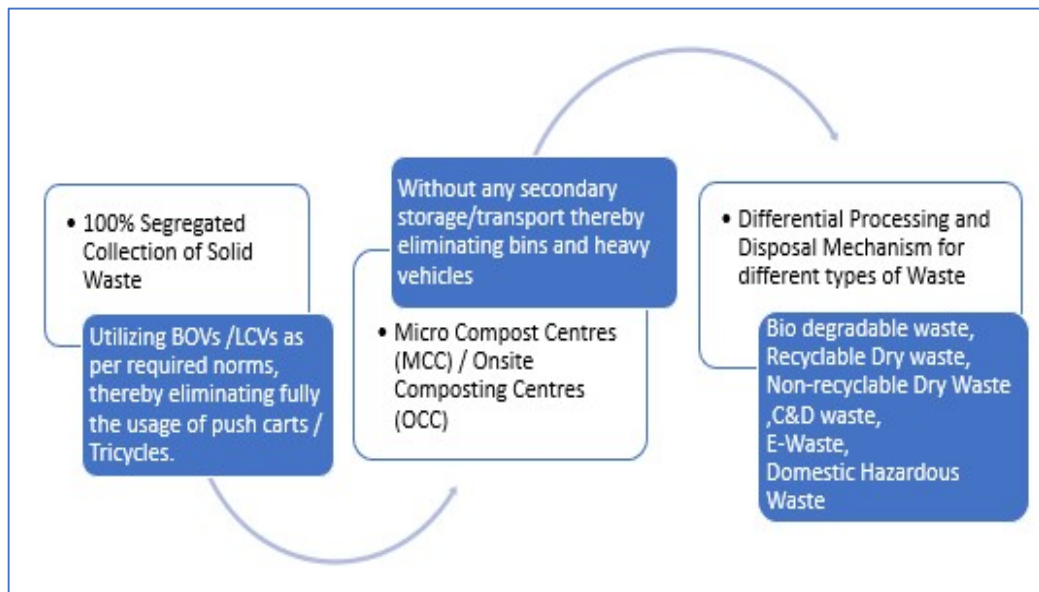 • 100% Segregated
Collection of Solid
Waste
Utilizing BOVs /LCVs as
per required norms,
thereby eliminating fully
the usage of push carts /
Tricycles.
Without any secondary
storage/transport thereby
eliminating bins and heavy
vehicles
• Micro Compost Centres
(MCC) / Onsite
Composting Centres
(OCC)
• Differential Processing and
Disposal Mechanism for
different types of Waste
Bio degradable waste,
Recyclable Dry waste,
Non-recyclable Dry Waste
,C&D waste,
E-Waste,
Domestic Hazardous
Waste